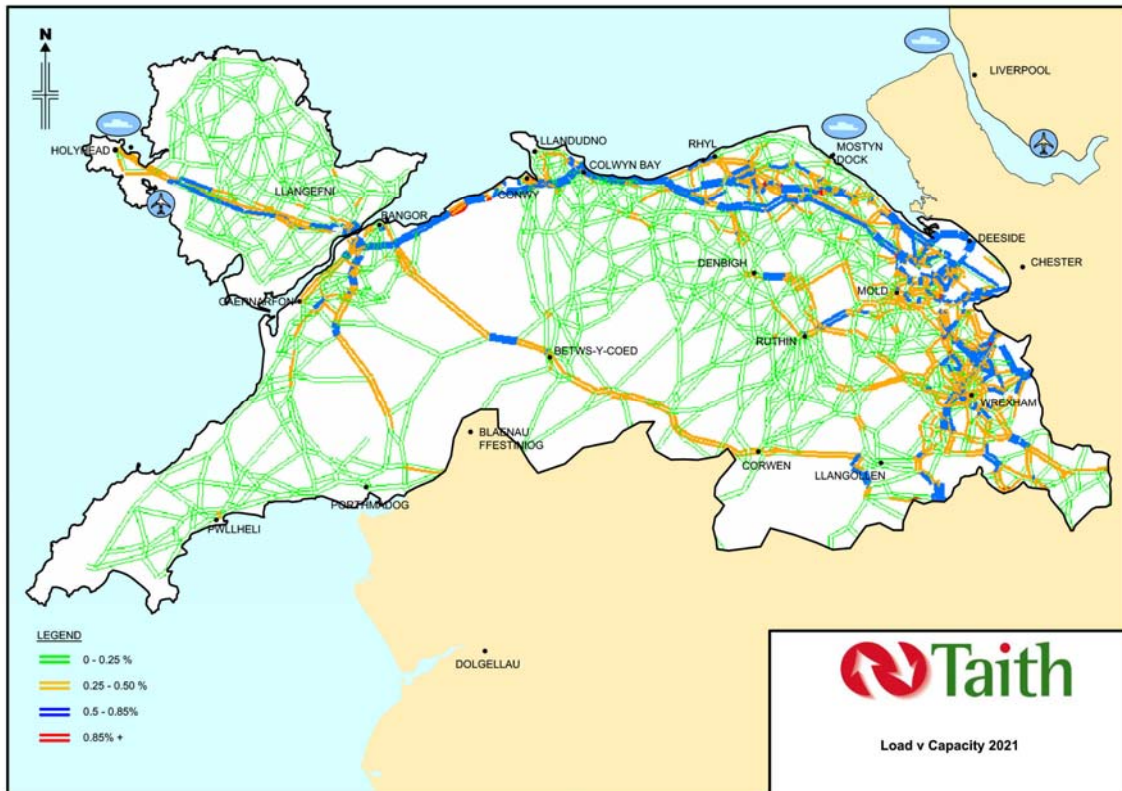 N
LIVERPOOL
HOLYHEAD
LLANDUDNO
COLWYN BAY
RHYL
MOSTYN
DOCK
LLANGEFNI
CONWY
BANGOR
DEESIDE
CHESTER
DENBIGH
MOLD
CAERNARFON
RUTHIN
BETWS-Y-COED
WREXHAM
BLAENAU
FFESTINIOG
CORWEN
LLANGOLLEN
PORTHMADOG
PWLLHELI
DOLGELLAU
LEGEND
0 - 0.25 %
0.25 - 0.50 %
0.5 - 0.85%
0.85% +
Taith
Load v Capacity 2021